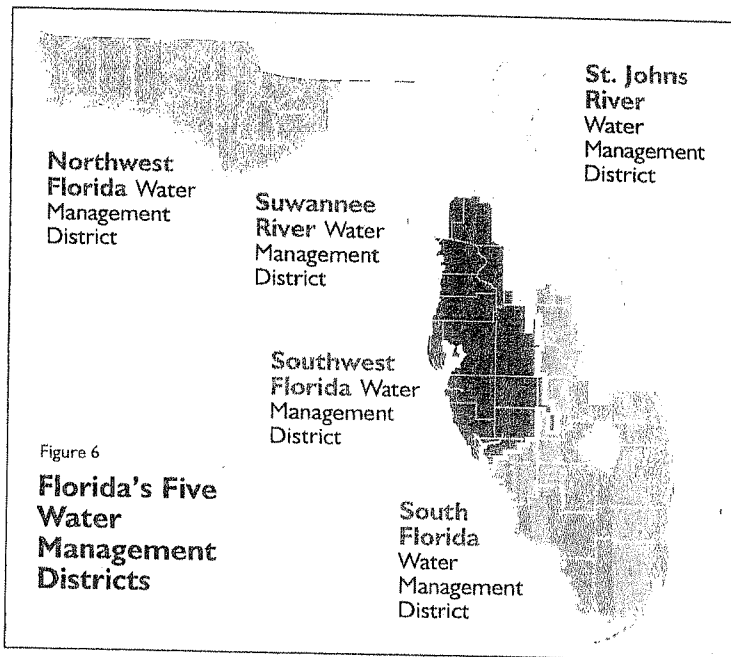 St. Johns
River
Water
Management
District
Northwest
Florida Water
Management
District
Suwannee
River Water
Management
District
Southwest
Florida Water
Management
District
Figure 6
Florida's Five
Water
Management
Districts
South
Florida
Water
Management
District